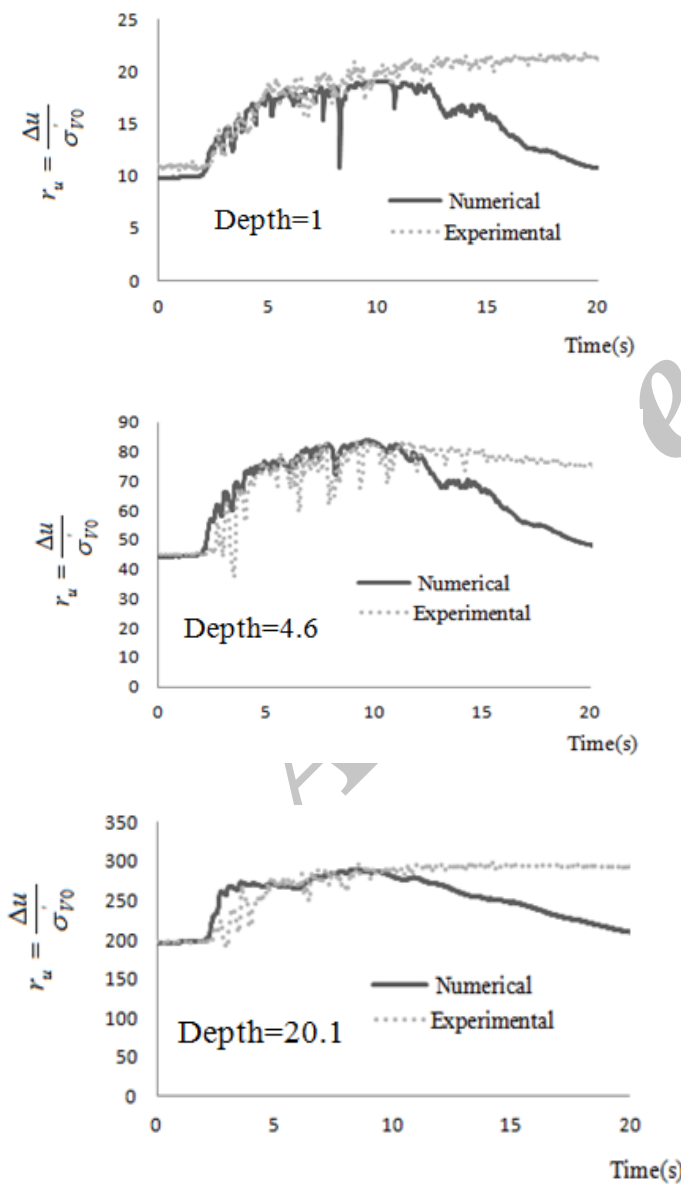 25
20
15
10
5
0
r_u = Δu / σ'_V0
Depth=1
Numerical
Experimental
0 5 10 15 20
Time(s)
90
80
70
60
50
40
30
20
10
0
r_u = Δu / σ'_V0
Depth=4.6
Numerical
Experimental
0 5 10 15 20
Time(s)
350
300
250
200
150
100
50
0
r_u = Δu / σ'_V0
Depth=20.1
Numerical
Experimental
0 5 10 15 20
Time(s)